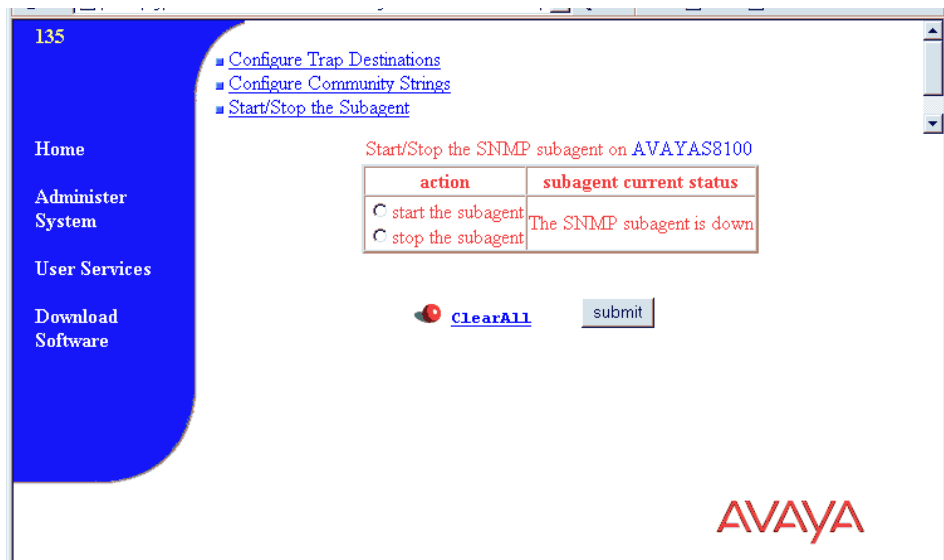 135
Configure Trap Destinations
Configure Community Strings
Start/Stop the Subagent
Home
Administer
System
User Services
Download
Software
Start/Stop the SNMP subagent on AVAYAS8100
action subagent current status
start the subagent
stop the subagent
The SNMP subagent is down
ClearAll
submit
AVAYA